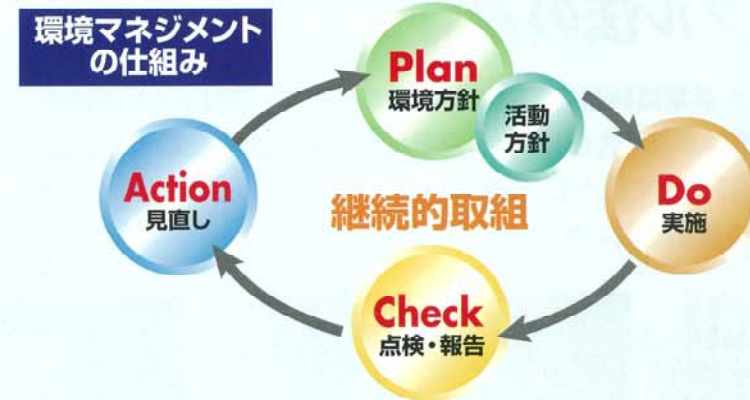 環境マネジメント
の仕組み
Plan
環境方針
活動
方針
Do
実施
継続的取組
Action
見直し
Check
点検・報告